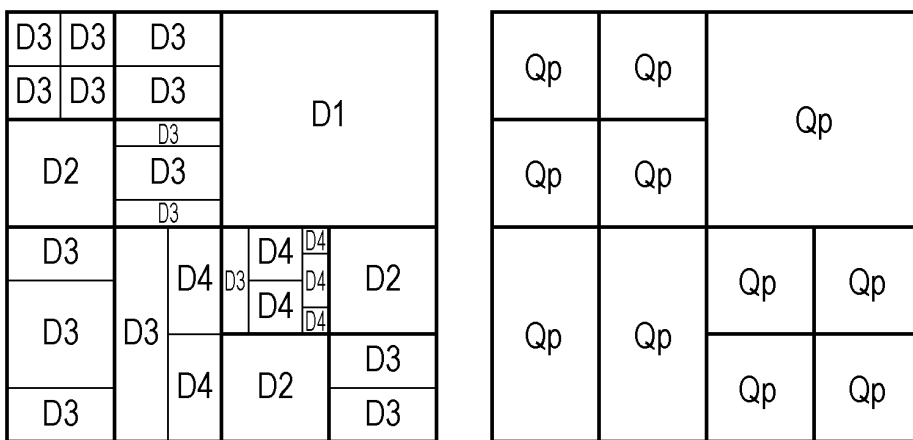 D3 D3 D3
D3 D3 D3
D1
D3
D2 D3
D3
D3 D4 D3 D4 D4
D4 D2
D3 D3 D4 D4
D4 D2 D3
D3 D3
Qp Qp
Qp
Qp Qp
Qp Qp
Qp Qp
Qp Qp